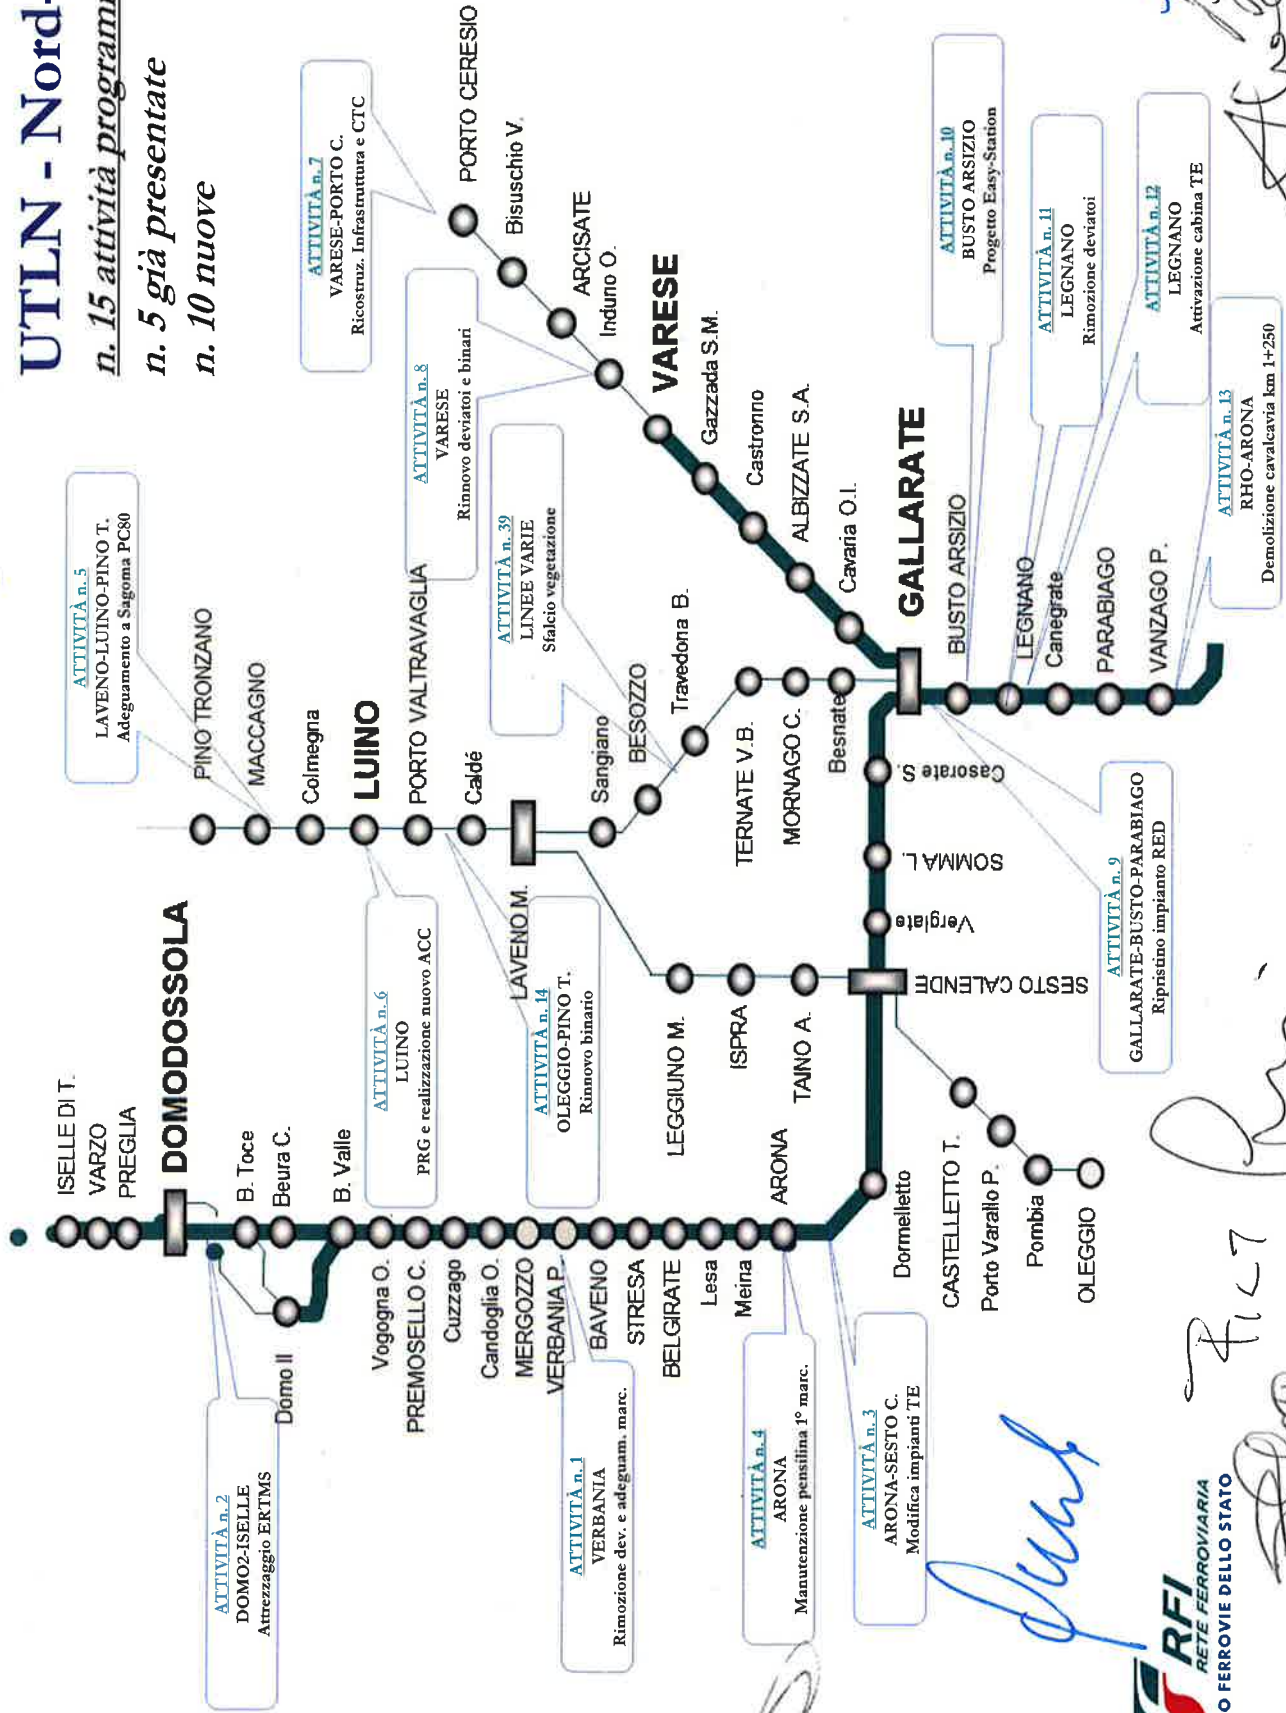 UTLN - Nord-
n. 15 attività programm
n. 5 già presentate
n. 10 nuove
ATTIVITÀ n. 7
VARESE-PORTO C.
Ricostruz. Infrastruttura e CTC
ATTIVITÀ n. 8
VARESE
Rinnovo deviatoi e binari
ATTIVITÀ n. 5
LAVENO-LUINO-PINO T.
Adeguamento a Sagoma PC80
ATTIVITÀ n. 39
LINEE VARIE
Sfalcio vegetazione
PORTO CERESIO
Bisuschio V.
ARCISATE
Induno O.
VARESE
Gazzada S.M.
Castronno
ALBIZZATE S.A.
Cavaria O.I.
GALLARATE
PINO TRONZANO
MACCAGNO
Colmegna
LUINO
PORTO VALTRAVAGLIA
Caldé
LAVENO M.
Sangiano
BESOZZO
Travedona B.
TERNATE V.B.
MORNAGO C.
Besnate
ATTIVITÀ n. 10
BUSTO ARSIZIO
Progetto Easy-Station
ATTIVITÀ n. 11
LEGNANO
Rimozione deviatoi
ATTIVITÀ n. 12
LEGNANO
Attivazione cabina TE
ATTIVITÀ n. 13
RHO-ARONA
Demolizione cavalcavia km 1+250
BUSTO ARSIZIO
LEGNANO
Canegrate
PARABIAGO
VANZAGO P.
ISELLE DI T.
VARZO
PREGLIA
DOMODOSSOLA
B. Toce
Beura C.
B. Valle
Domo II
Vogogna O.
PREMOSELLO C.
Cuzzago
Candoglia O.
MERGOZZO
VERBANIA P.
BAVENO
STRESA
BELGIRATE
Lesa
Meina
ARONA
Dormelletto
ATTIVITÀ n. 6
LUINO
PRG e realizzazione nuovo ACC
ATTIVITÀ n. 14
OLEGGIO-PINO T.
Rinnovo binario
LEGGIUNO M.
ISPRA
TAINO A.
SESTO CALENDE
Vergiate
SOMMA L.
Casorate S.
CASTELLETTO T.
Porto Varallo P.
Pombia
OLEGGIO
ATTIVITÀ n. 9
GALLARATE-BUSTO-PARABIAGO
Ripristino impianto RED
ATTIVITÀ n. 2
DOMO2-ISELLE
Attrezzaggio ERTMS
ATTIVITÀ n. 1
VERBANIA
Rimozione dev. e adeguam. marc.
ATTIVITÀ n. 4
ARONA
Manutenzione pensilina 1° marc.
ATTIVITÀ n. 3
ARONA-SESTO C.
Modifica impianti TE
RFI
RETE FERROVIARIA
O FERROVIE DELLO STATO